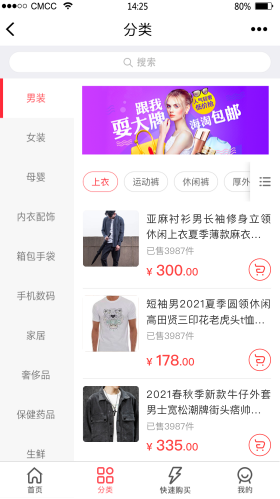 CMCC 14:25 83%
分类
搜索
男装
女装
母婴
内衣配饰
箱包手袋
手机数码
家居
奢侈品
保健药品
生鲜
跟我
耍大牌
人气联萌
低价格
海淘包邮
上衣 运动裤 休闲裤 厚外
亚麻衬衫男长袖修身立领
休闲上衣夏季薄款麻衣...
已售3987件
¥ 300.00
短袖男2021夏季圆领休闲
高田贤三印花老虎头t恤...
已售3987件
¥ 178.00
2021春秋季新款牛仔外套
男士宽松潮牌街头痞帅...
已售3987件
¥ 335.00
首页 分类 快速购买 我的